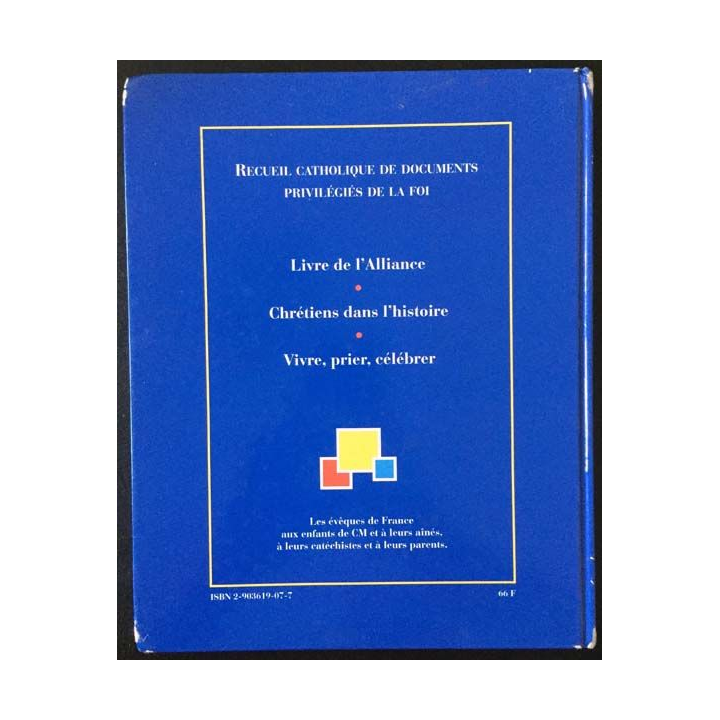 RECUEIL CATHOLIQUE DE DOCUMENTS
PRIVILÉGIÉS DE LA FOI
Livre de l'Alliance
Chrétiens dans l'histoire
Vivre, prier, célébrer
Les évêques de France
aux enfants de CM et à leurs aînés,
à leurs catéchistes et à leurs parents.
ISBN 2-903619-07-7
66 F